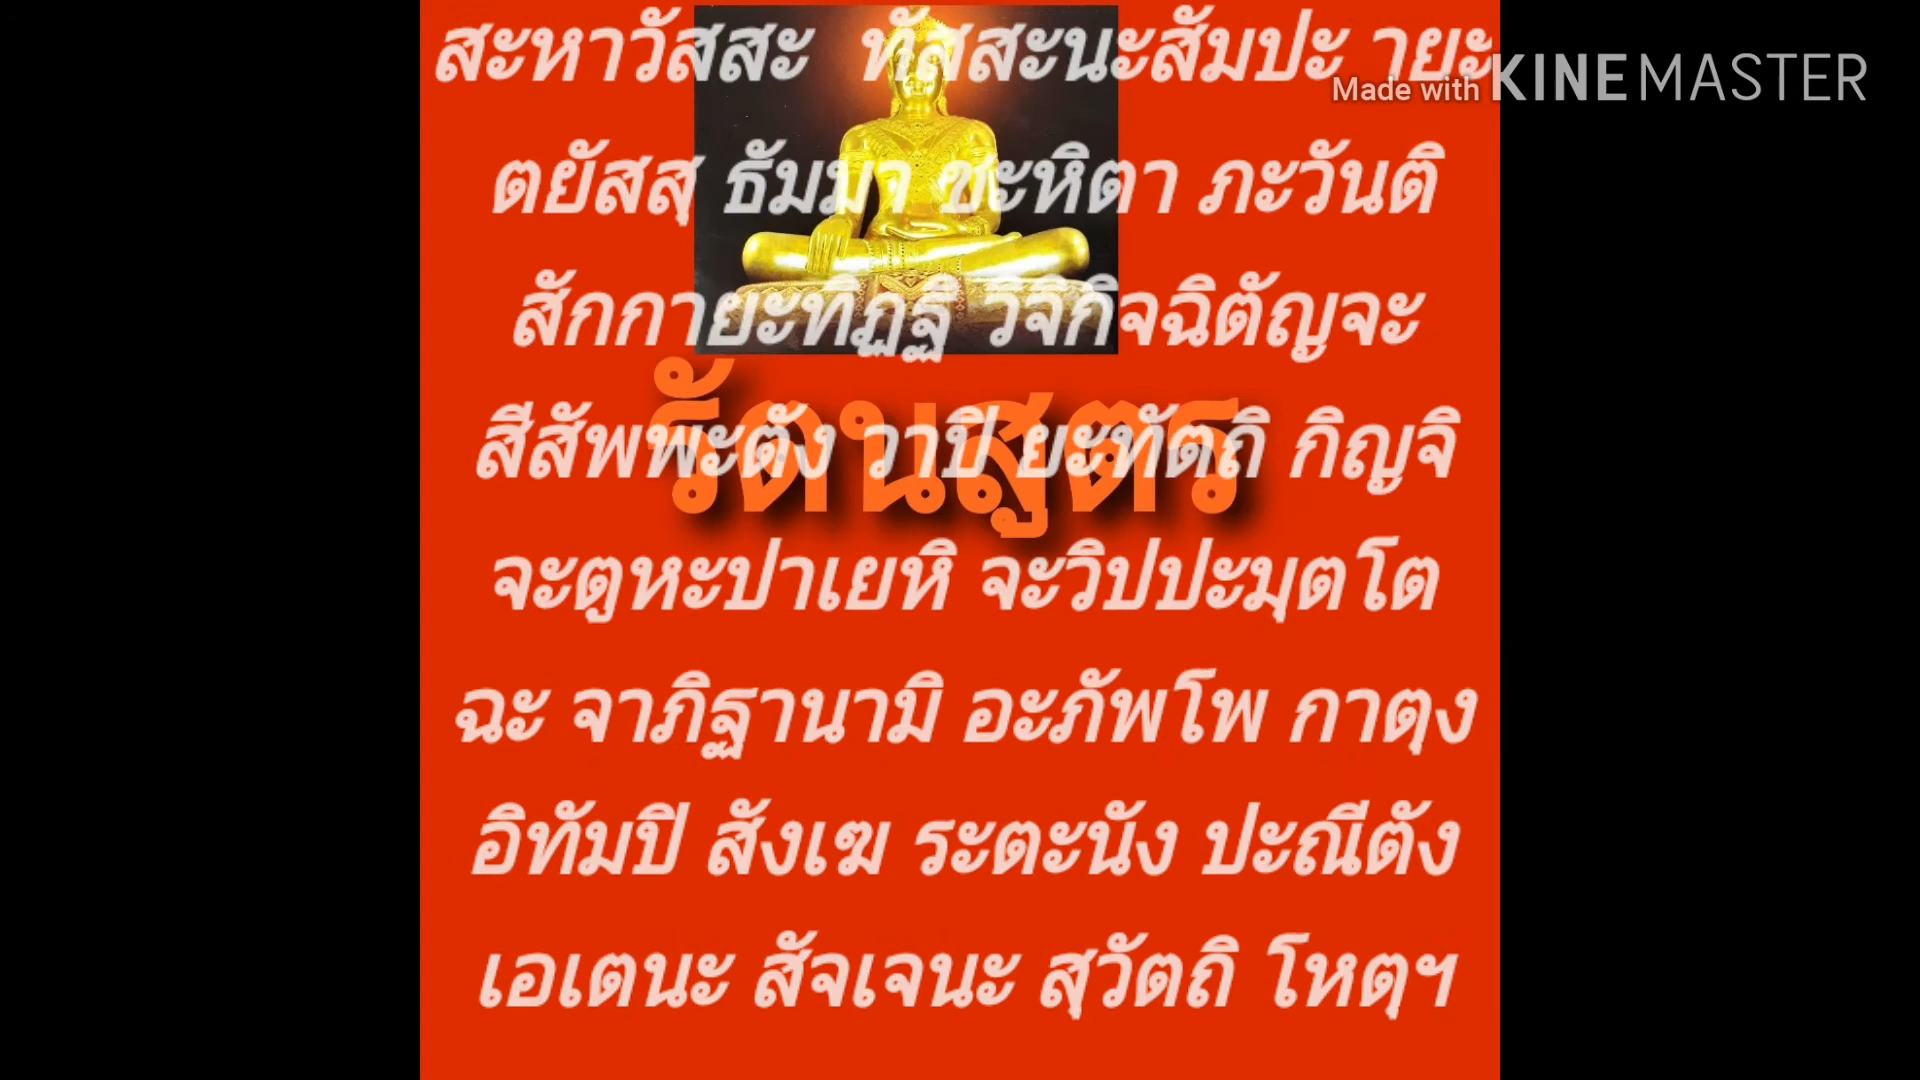 สะหาวัสสะ ทัสสะนะสัมปะ ายะ
Made with KINEMASTER
ตยัสสุ ธัมมา ชะหิตา ภะวันติ
สักกายะทิฏฐิ วิจิกิจฉิตัญจะ
สีสัพพะตัง วาปิ ยะทัตถิ กิญจิ
รัตนสูตร
จะตูหะปาเยหิ จะวิปปะมุตโต
ฉะ จาภิฐานามิ อะภัพโพ กาตุง
อิทัมปิ สังเฆ ระตะนัง ปะณีตัง
เอเตนะ สัจเจนะ สุวัตถิ โหตุฯ